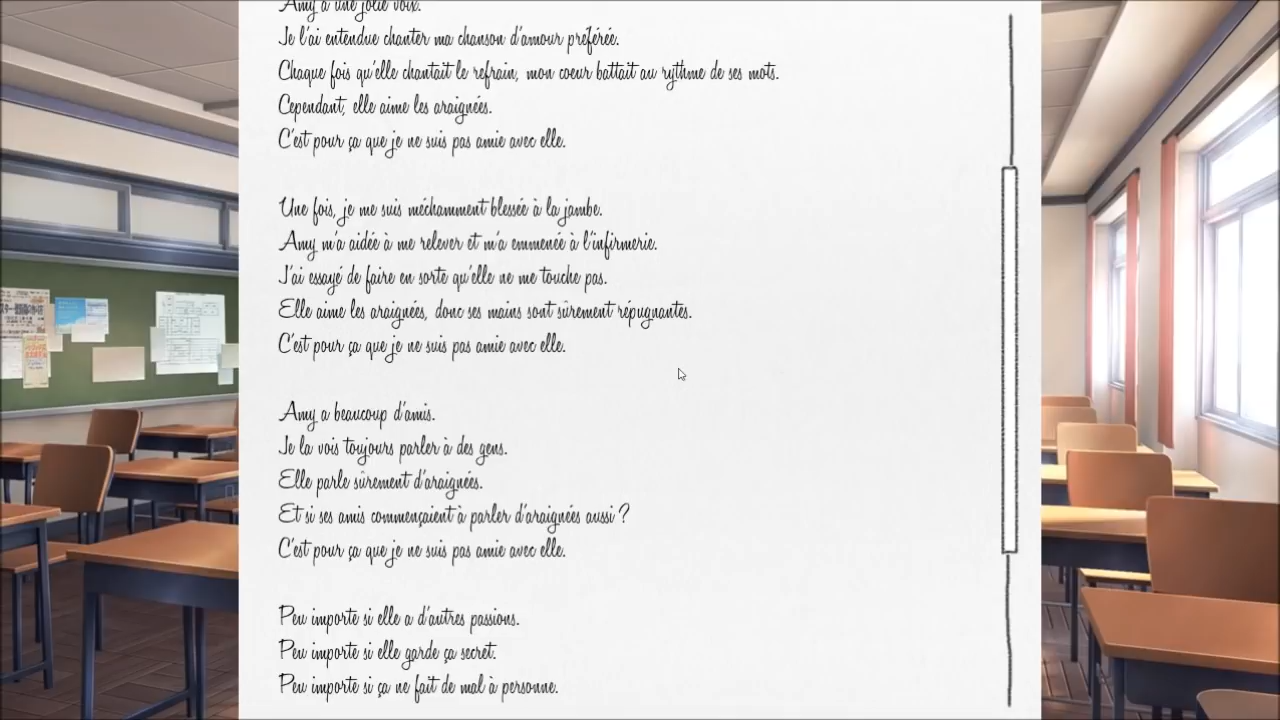 Amy a une jolie voix.
Je l'ai entendue chanter ma chanson d'amour préférée.
Chaque fois qu'elle chantait le refrain, mon coeur battait au rythme de ses mots.
Cependant, elle aime les araignées.
C'est pour ça que je ne suis pas amie avec elle.
Une fois, je me suis méchamment blessée à la jambe.
Amy m'a aidée à me relever et m'a emmenée à l'infirmerie.
J'ai essayé de faire en sorte qu'elle ne me touche pas.
Elle aime les araignées, donc ses mains sont sûrement répugnantes.
C'est pour ça que je ne suis pas amie avec elle.
Amy a beaucoup d'amis.
Je la vois toujours parler à des gens.
Elle parle sûrement d'araignées.
Et si ses amis commençaient à parler d'araignées aussi ?
C'est pour ça que je ne suis pas amie avec elle.
Peu importe si elle a d'autres passions.
Peu importe si elle garde ça secret.
Peu importe si ça ne fait de mal à personne.